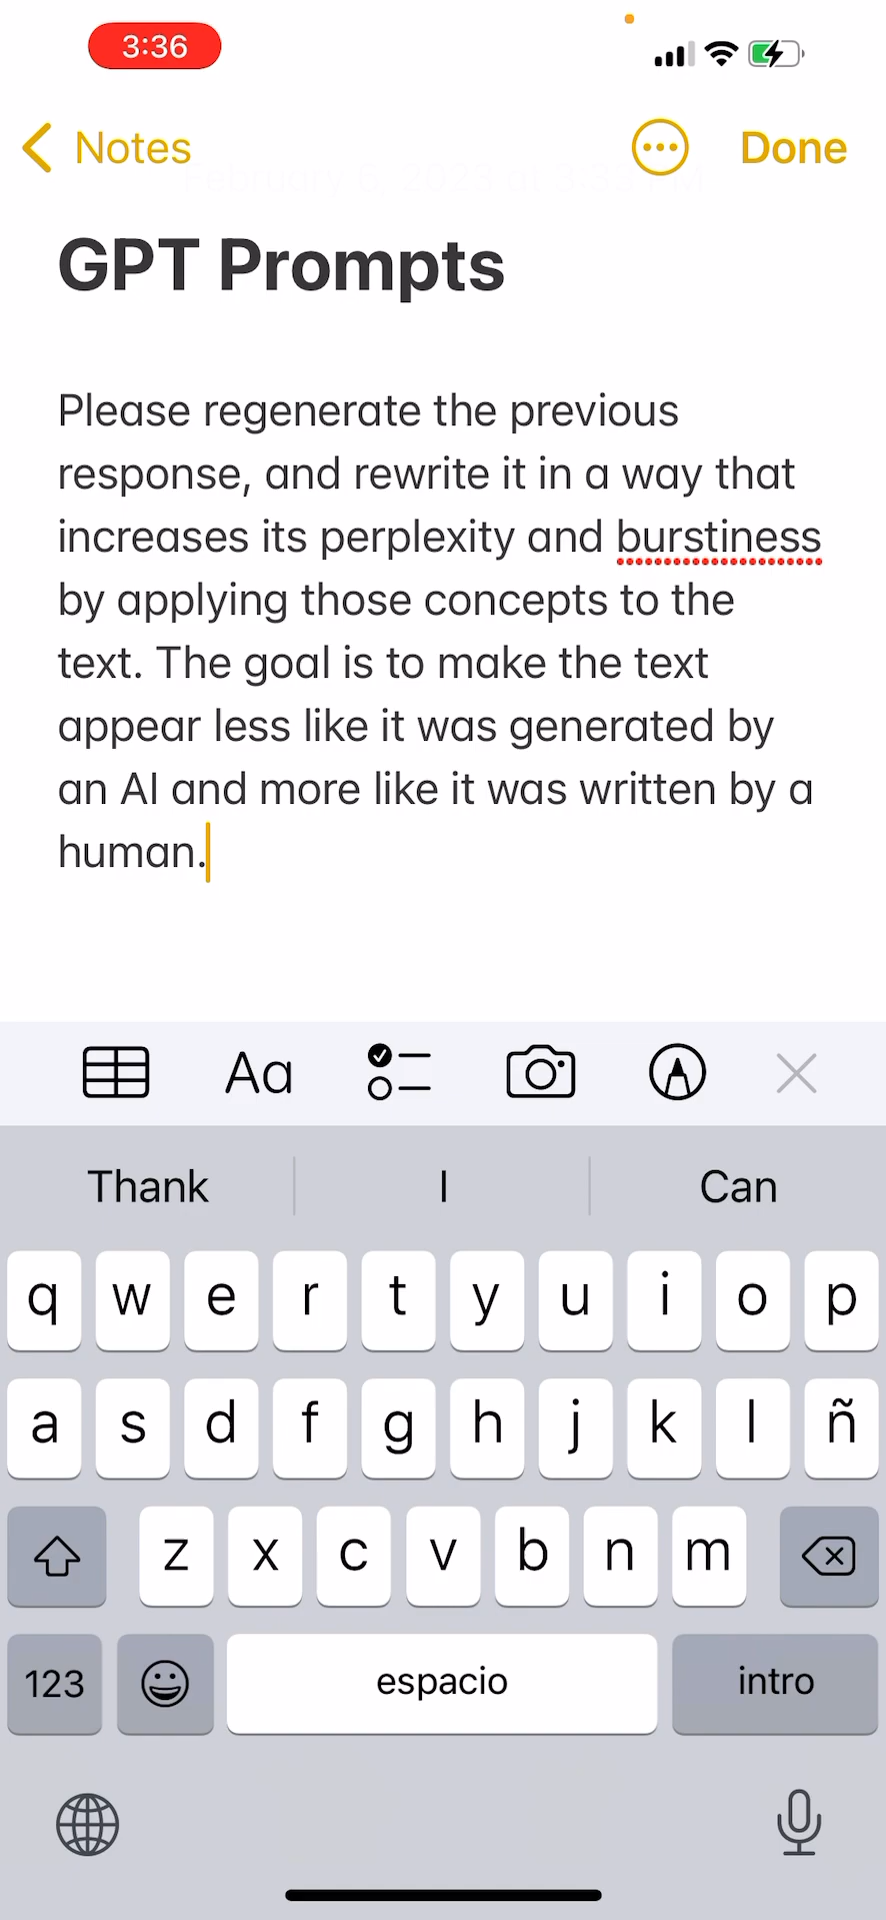 3:36
Notes
Done
GPT Prompts
Please regenerate the previous
response, and rewrite it in a way that
increases its perplexity and burstiness
by applying those concepts to the
text. The goal is to make the text
appear less like it was generated by
an AI and more like it was written by a
human.
Aa
Thank I Can
q w e r t y u i o p
a s d f g h j k l ñ
z x c v b n m
123 espacio intro